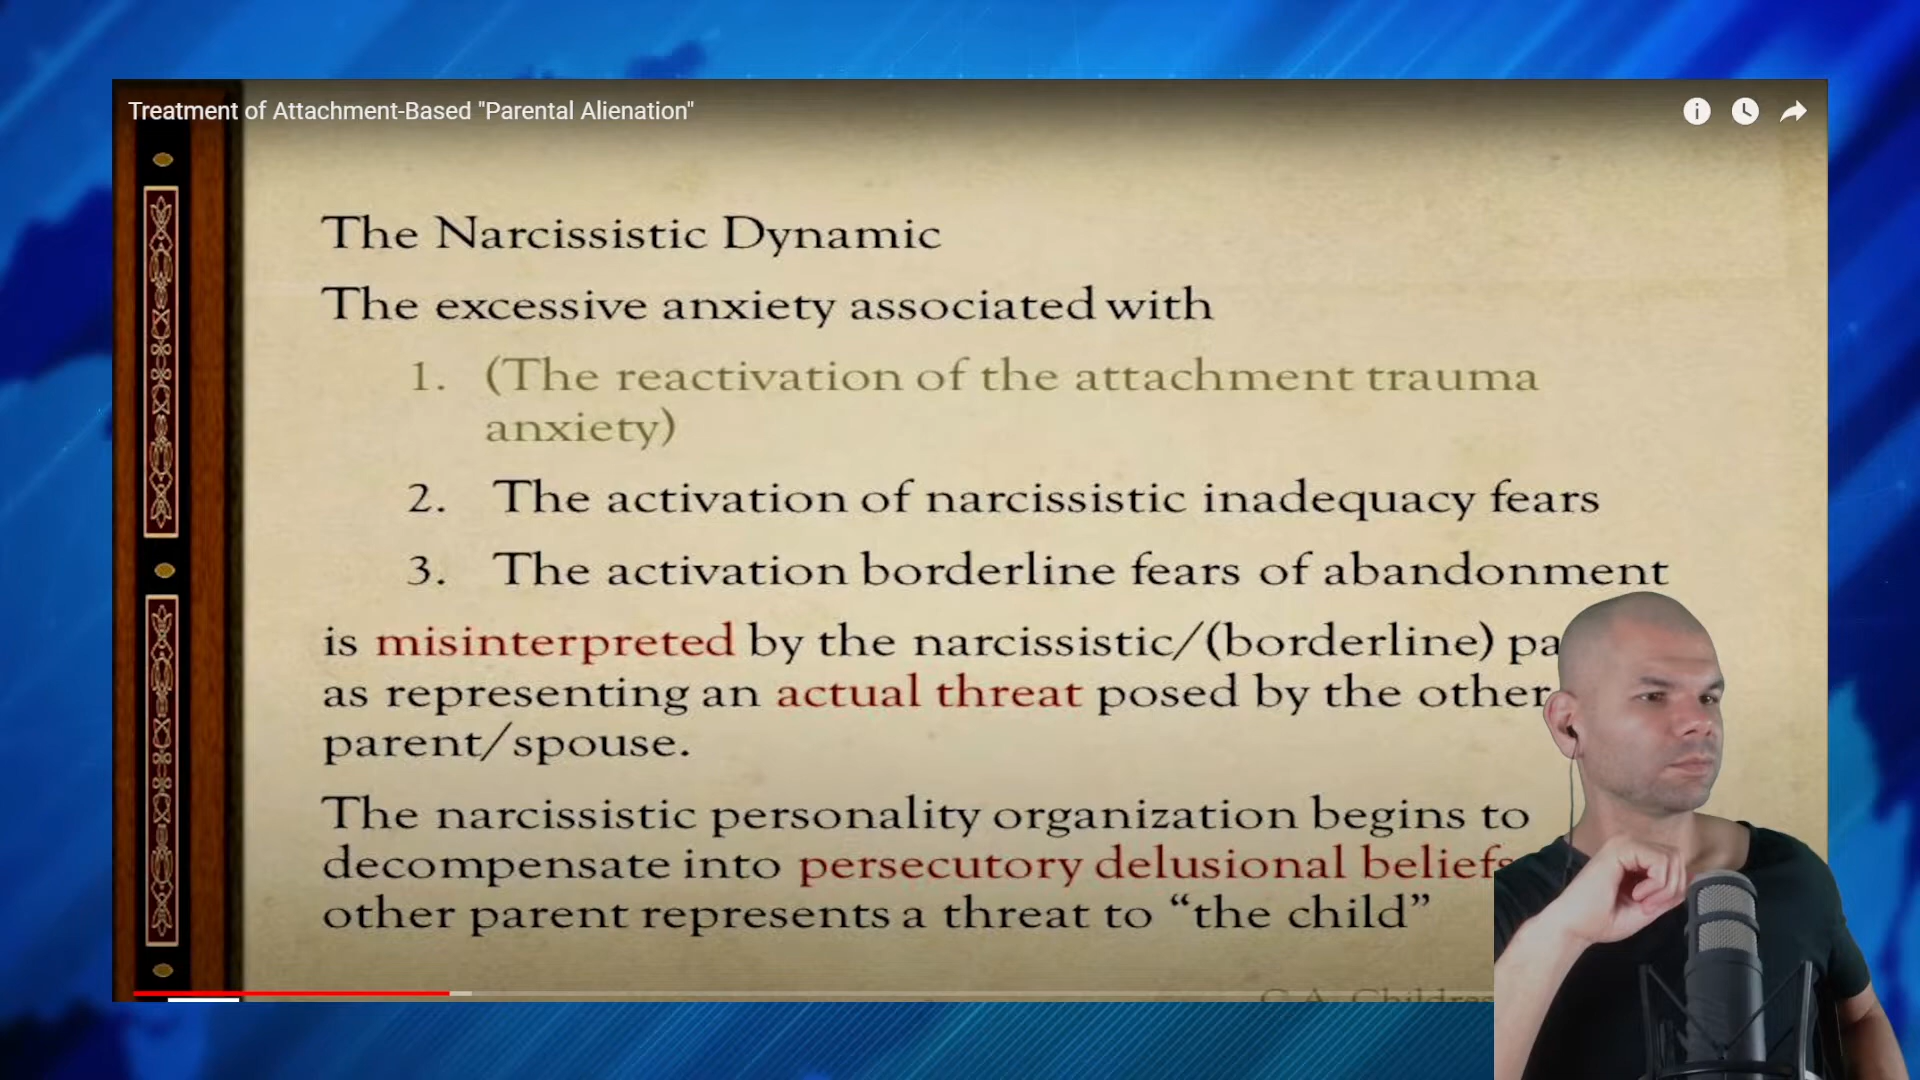 Treatment of Attachment-Based "Parental Alienation"
The Narcissistic Dynamic
The excessive anxiety associated with
1. (The reactivation of the attachment trauma
anxiety)
2. The activation of narcissistic inadequacy fears
3. The activation borderline fears of abandonment
is misinterpreted by the narcissistic/(borderline)
as representing an actual threat posed by the other
parent/spouse.
The narcissistic personality organization begins to
decompensate into persecutory delusional beliefs
other parent represents a threat to “the child”
C.A.